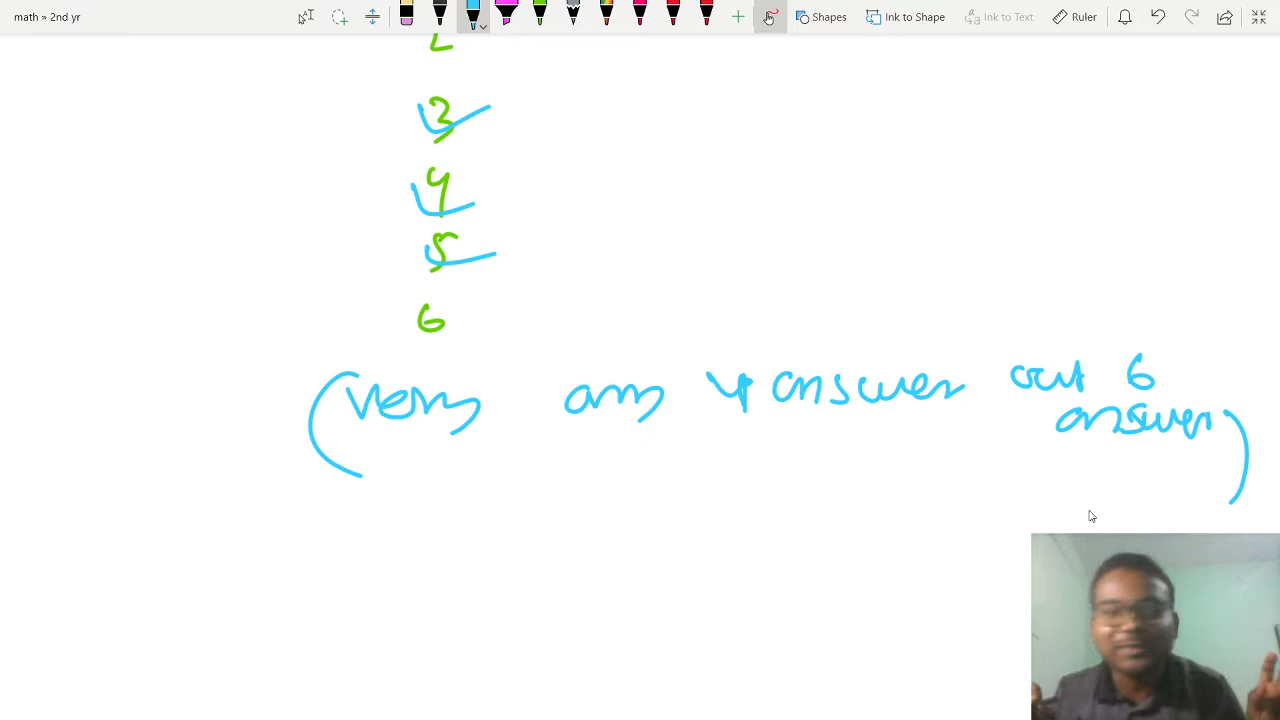 math » 2nd yr
Shapes
Ink to Shape
Ink to Text
Ruler
2
3
4
5
6
(Very any 4 answer out 6
answer)